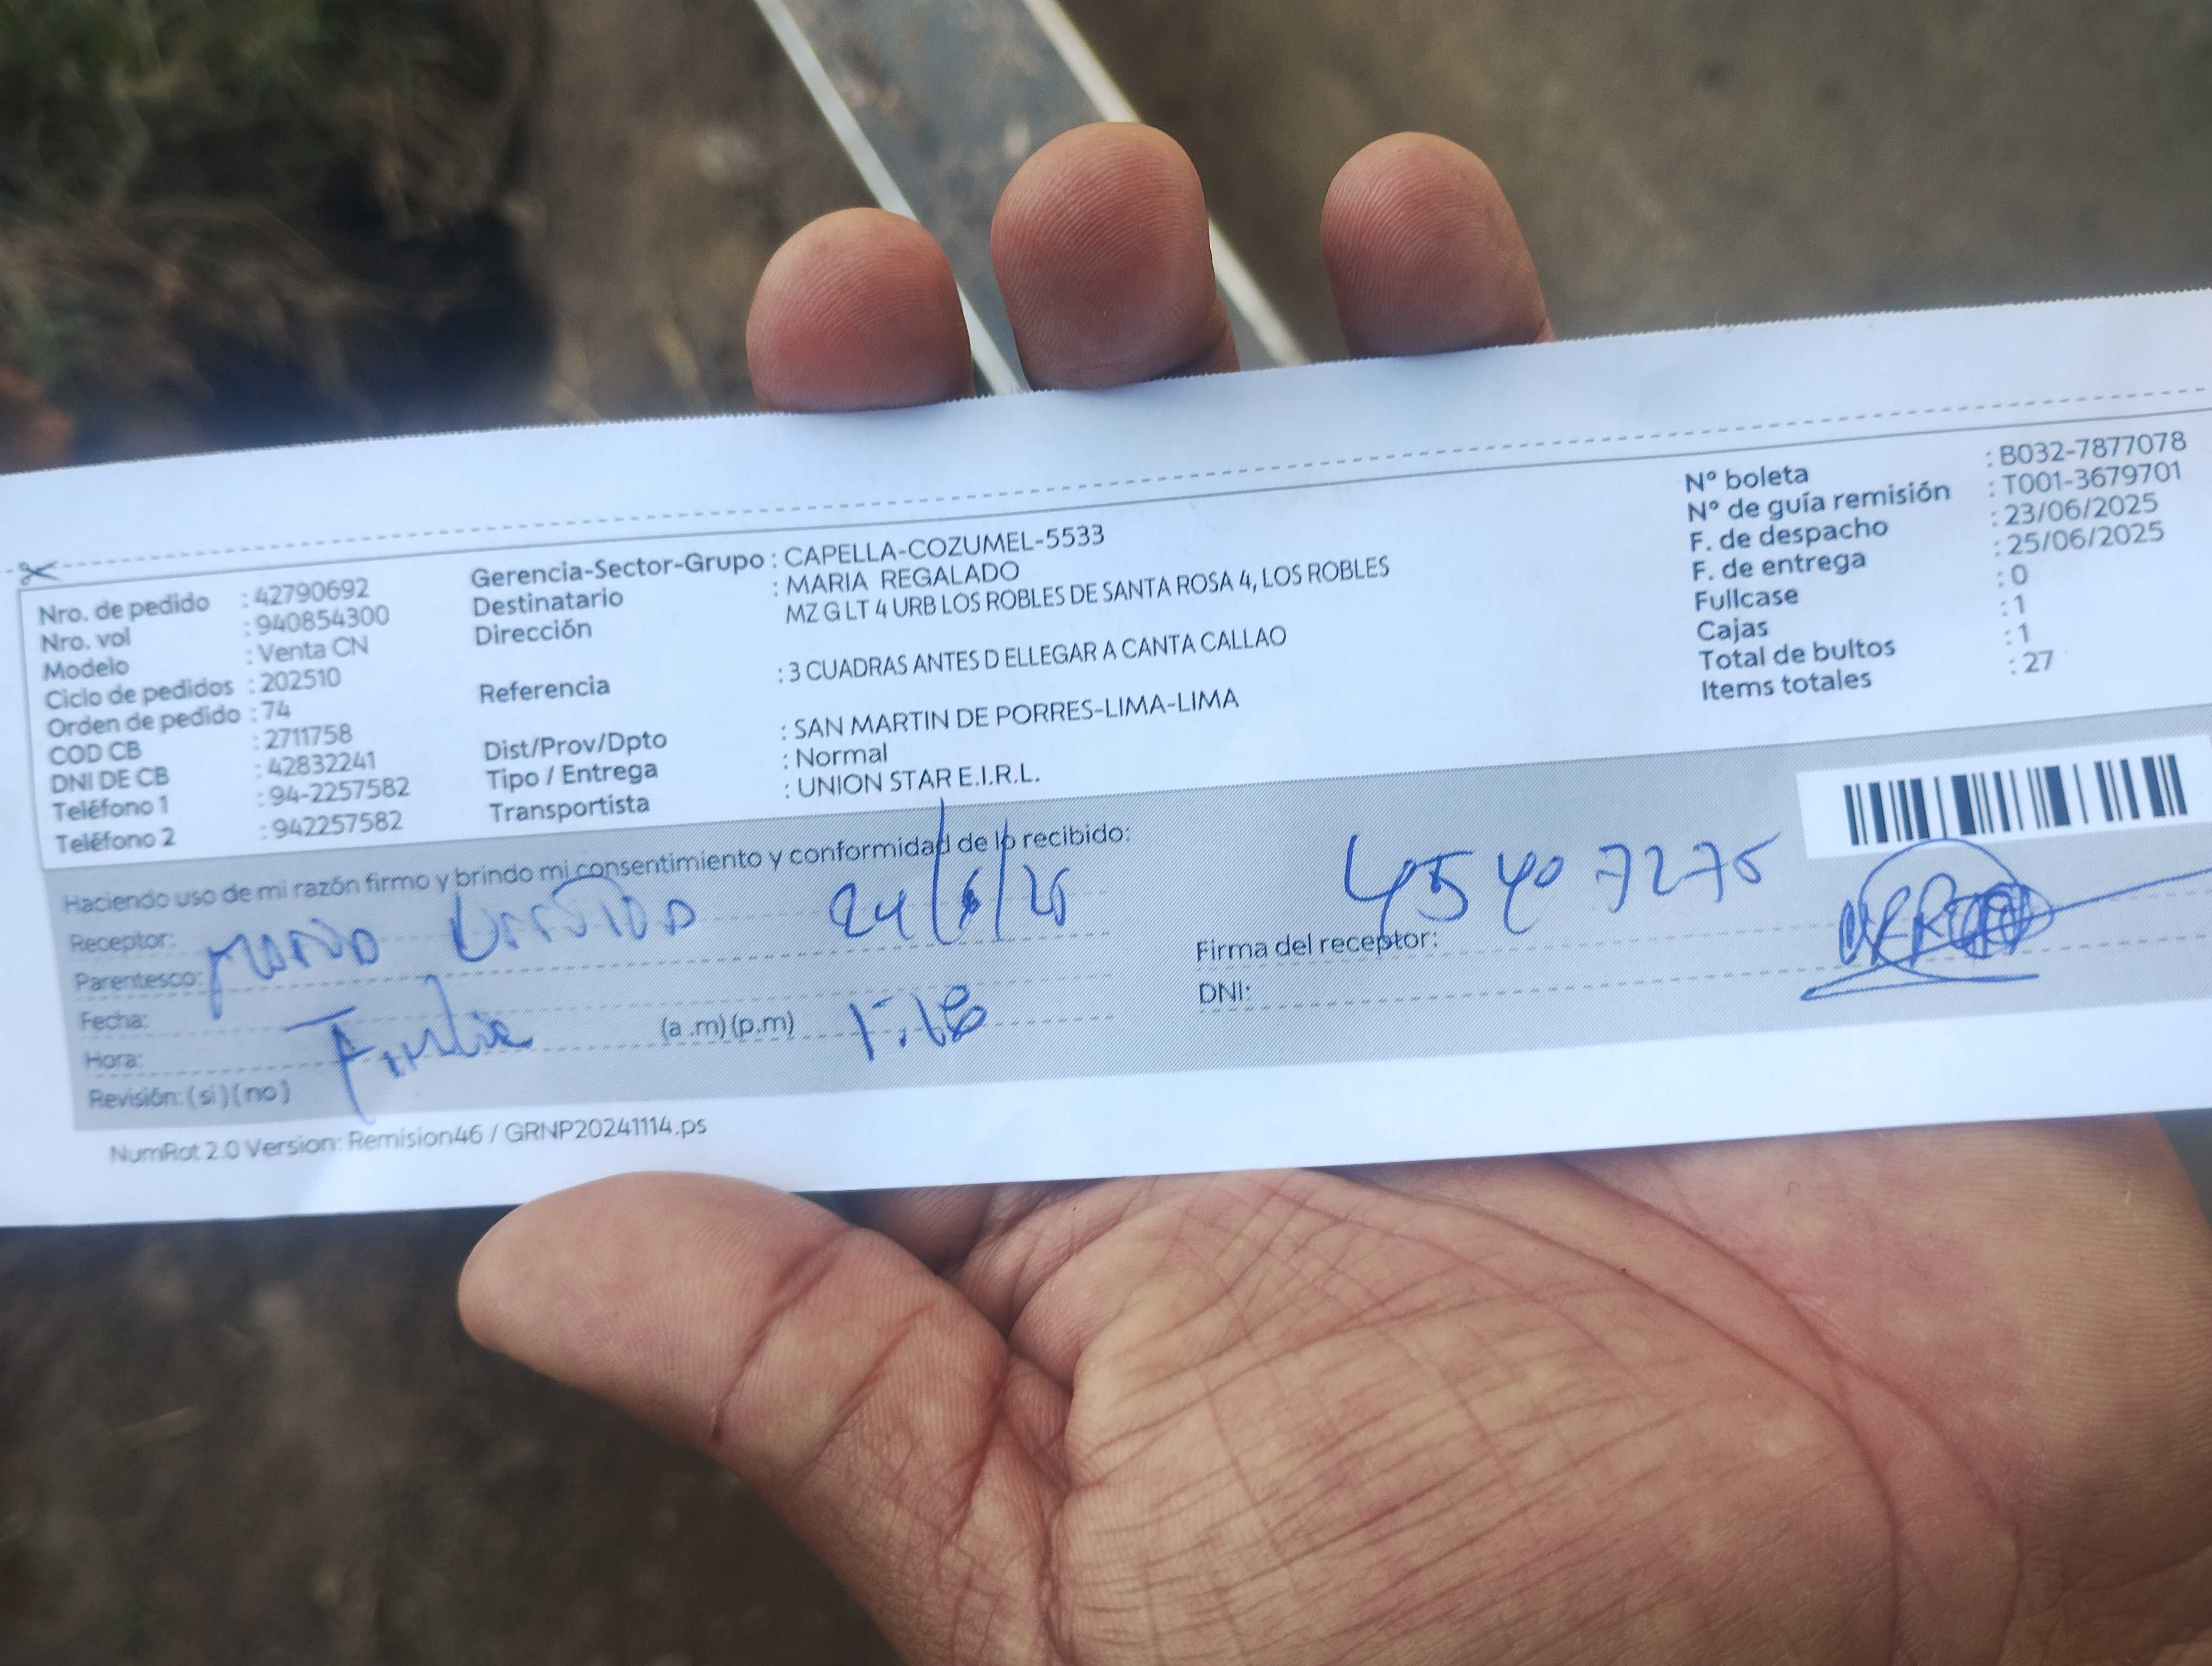 Nro. de pedido : 42790692
Nro. vol : 940854300
Modelo : Venta CN
Ciclo de pedidos : 202510
Orden de pedido : 74
COD CB : 2711758
DNI DE CB : 42832241
Teléfono 1 : 94-2257582
Teléfono 2 : 942257582
Gerencia-Sector-Grupo : CAPELLA-COZUMEL-5533
Destinatario : MARIA REGALADO
Dirección MZ G LT 4 URB LOS ROBLES DE SANTA ROSA 4, LOS ROBLES
Referencia : 3 CUADRAS ANTES D ELLEGAR A CANTA CALLAO
Dist/Prov/Dpto : SAN MARTIN DE PORRES-LIMA-LIMA
Tipo / Entrega : Normal
Transportista : UNION STAR E.I.R.L.
N° boleta : B032-7877078
N° de guía remisión : T001-3679701
F. de despacho : 23/06/2025
F. de entrega : 25/06/2025
Fullcase : 0
Cajas : 1
Total de bultos : 1
Items totales : 27
Haciendo uso de mi razón firmo y brindo mi consentimiento y conformidad de lo recibido:
Receptor: 24/6/25
Parentesco:
Fecha:
Hora: (a .m) (p.m)
Revisión: ( si ) ( no )
45407275
Firma del receptor:
DNI:
NumRot 2.0 Version: Remision46 / GRNP20241114.ps